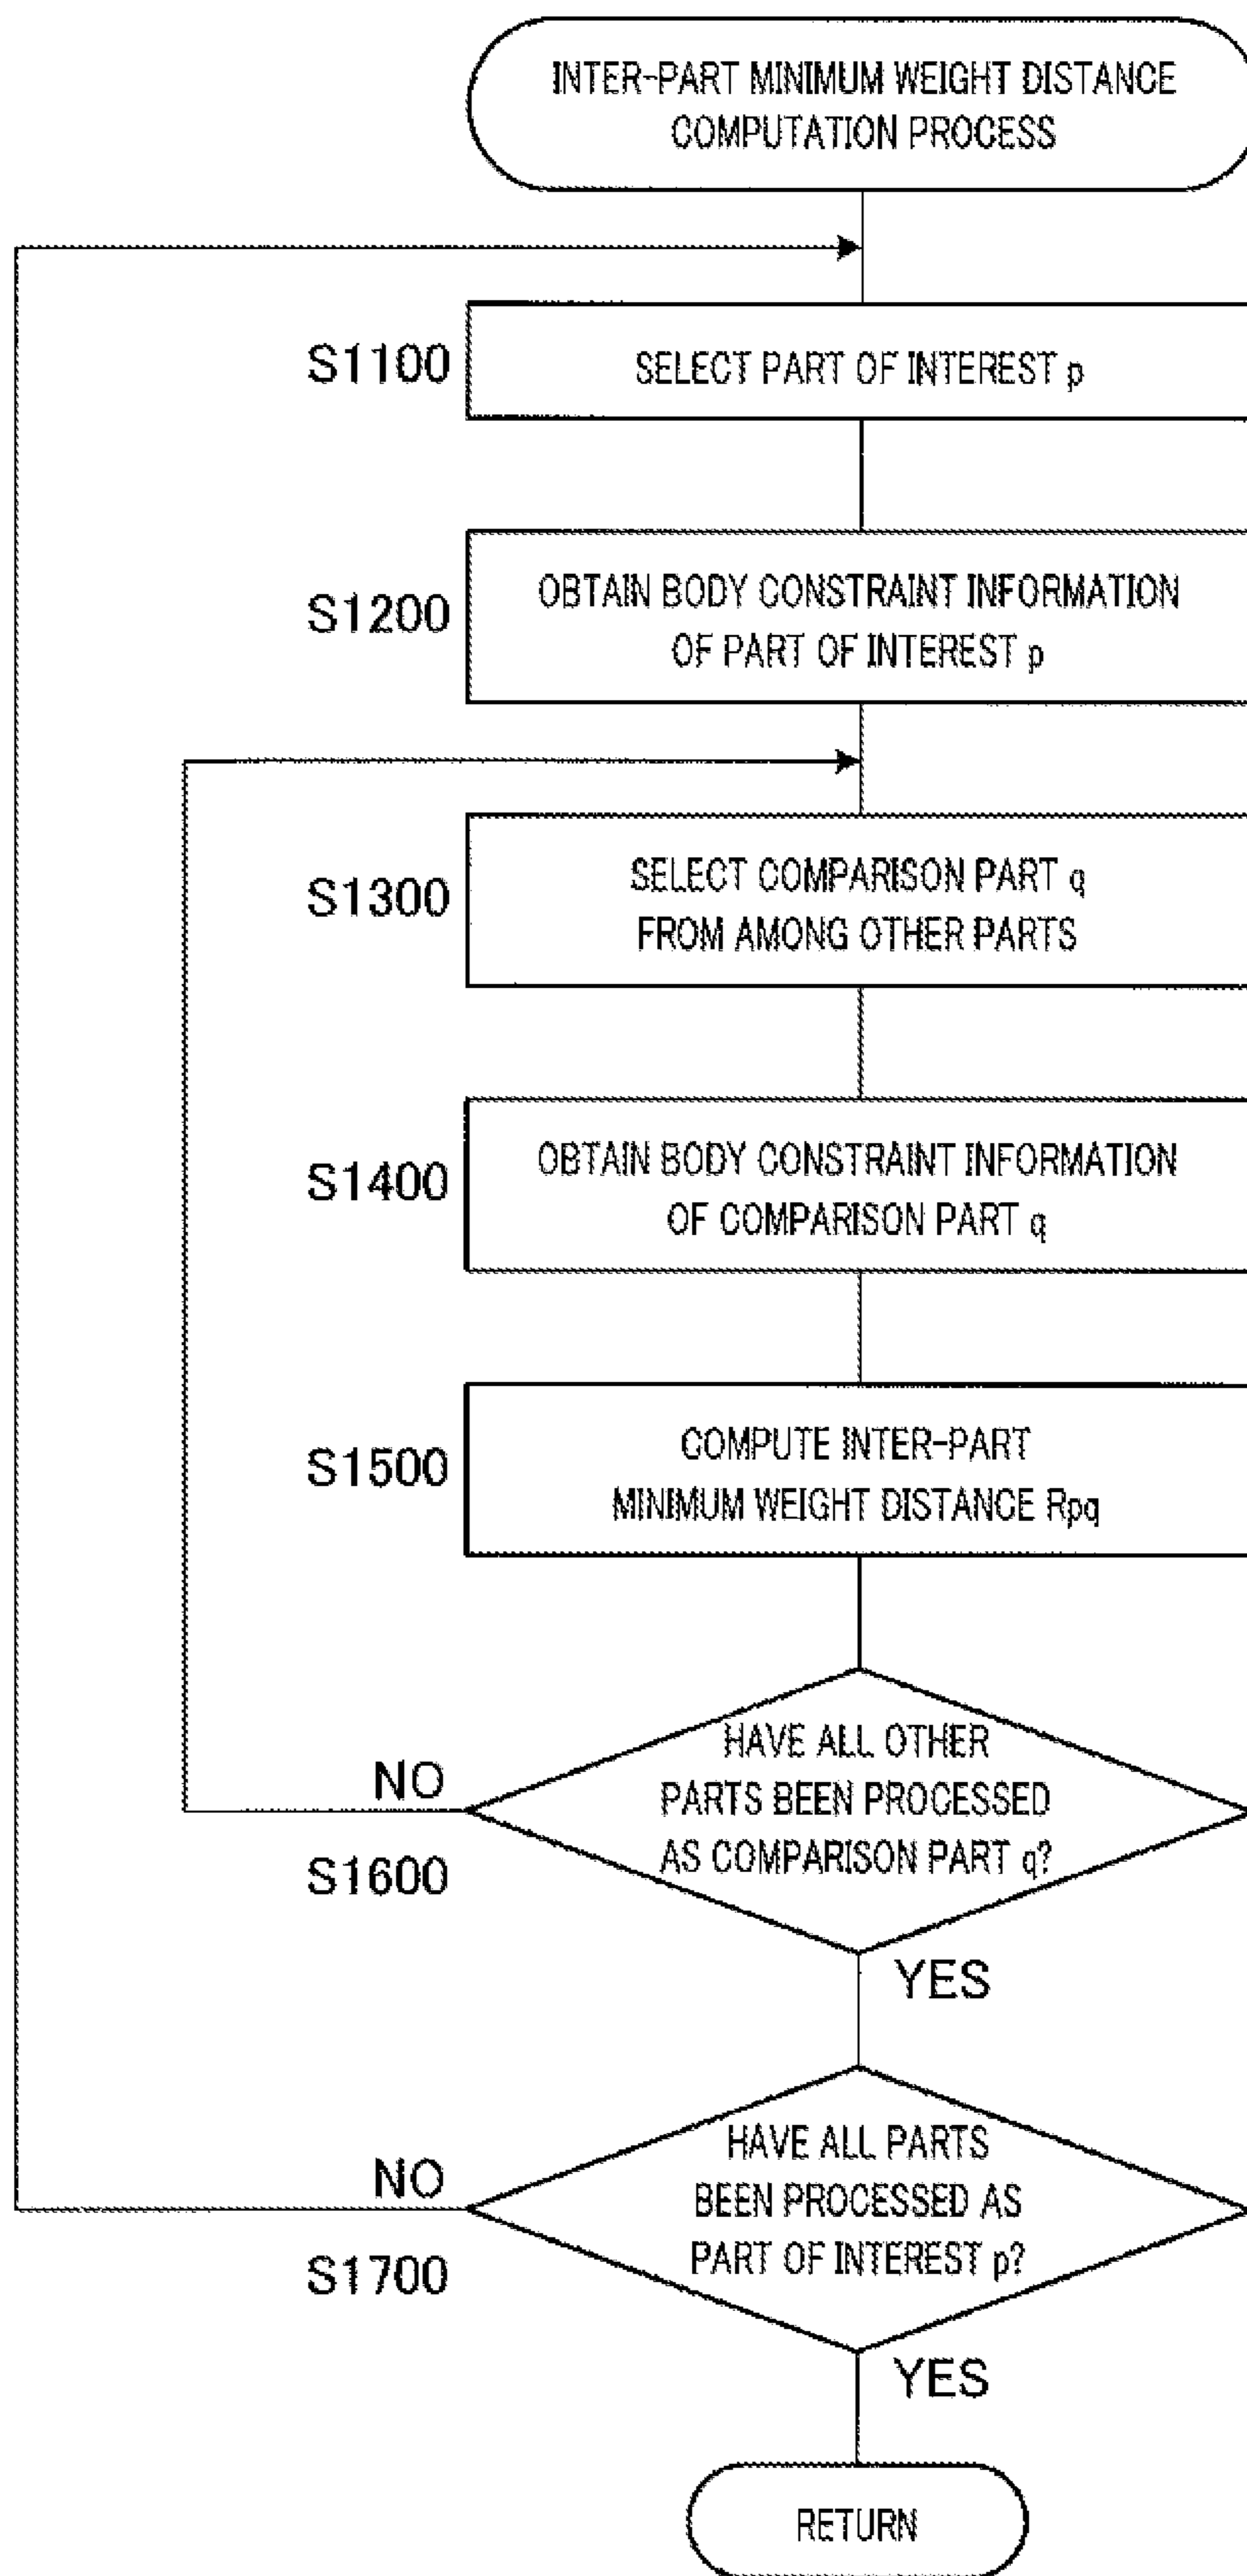 INTER-PART MINIMUM WEIGHT DISTANCE
COMPUTATION PROCESS
S1100
SELECT PART OF INTEREST p
S1200
OBTAIN BODY CONSTRAINT INFORMATION
OF PART OF INTEREST p
S1300
SELECT COMPARISON PART q
FROM AMONG OTHER PARTS
S1400
OBTAIN BODY CONSTRAINT INFORMATION
OF COMPARISON PART q
S1500
COMPUTE INTER-PART
MINIMUM WEIGHT DISTANCE Rpq
HAVE ALL OTHER
PARTS BEEN PROCESSED
AS COMPARISON PART q?
NO
S1600
YES
HAVE ALL PARTS
BEEN PROCESSED AS
PART OF INTEREST p?
NO
S1700
YES
RETURN